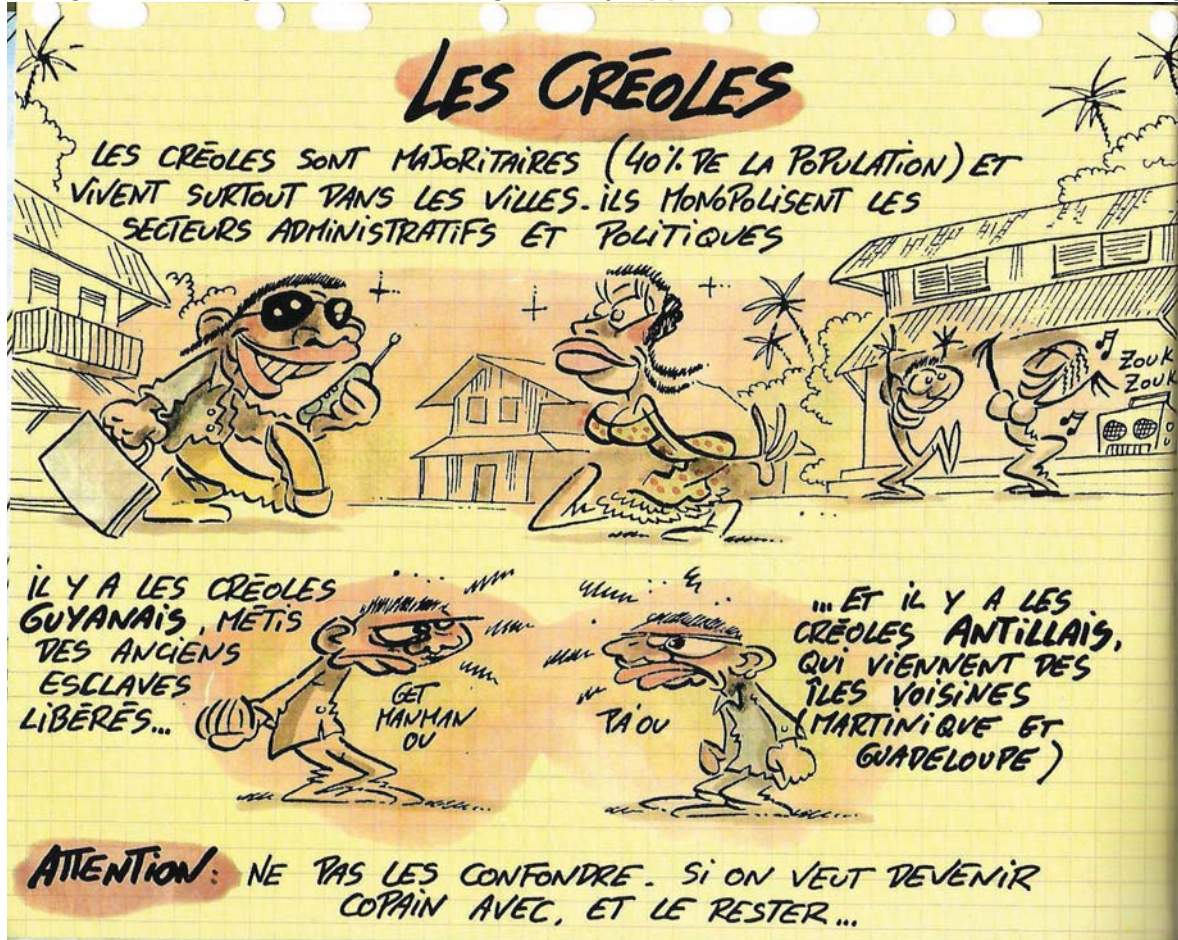 LES CRÉOLES
LES CRÉOLES SONT MAJORITAIRES (40% DE LA POPULATION) ET
VIVENT SURTOUT DANS LES VILLES. ILS MONOPOLISENT LES
SECTEURS ADMINISTRATIFS ET POLITIQUES
ZOUK
ZOUK
IL Y A LES CRÉOLES
GUYANAIS, MÉTIS
DES ANCIENS
ESCLAVES
LIBÉRÉS...
GET
MANMAN
OU
PA'OU
... ET IL Y A LES
CRÉOLES ANTILLAIS,
QUI VIENNENT DES
ÎLES VOISINES
(MARTINIQUE ET
GUADELOUPE)
ATTENTION: NE PAS LES CONFONDRE. SI ON VEUT DEVENIR
COPAIN AVEC, ET LE RESTER...